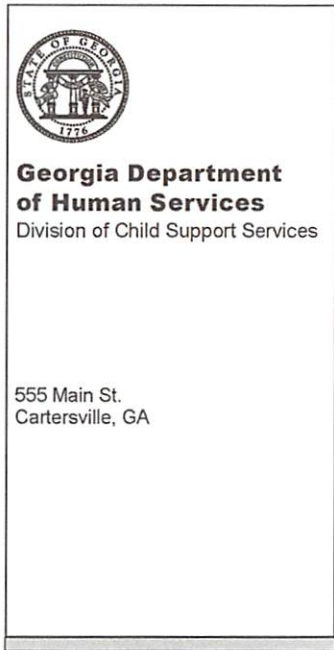 STATE OF GEORGIA
CONSTITUTION
1776
Georgia Department
of Human Services
Division of Child Support Services
555 Main St.
Cartersville, GA